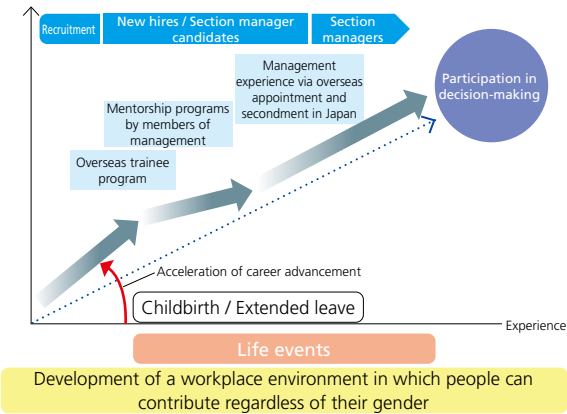 Recruitment
New hires / Section manager
candidates
Section
managers
Management
experience via overseas
appointment and
secondment in Japan
Participation in
decision-making
Mentorship programs
by members of
management
Overseas trainee
program
Acceleration of career advancement
Childbirth / Extended leave
Experience
Life events
Development of a workplace environment in which people can
contribute regardless of their gender